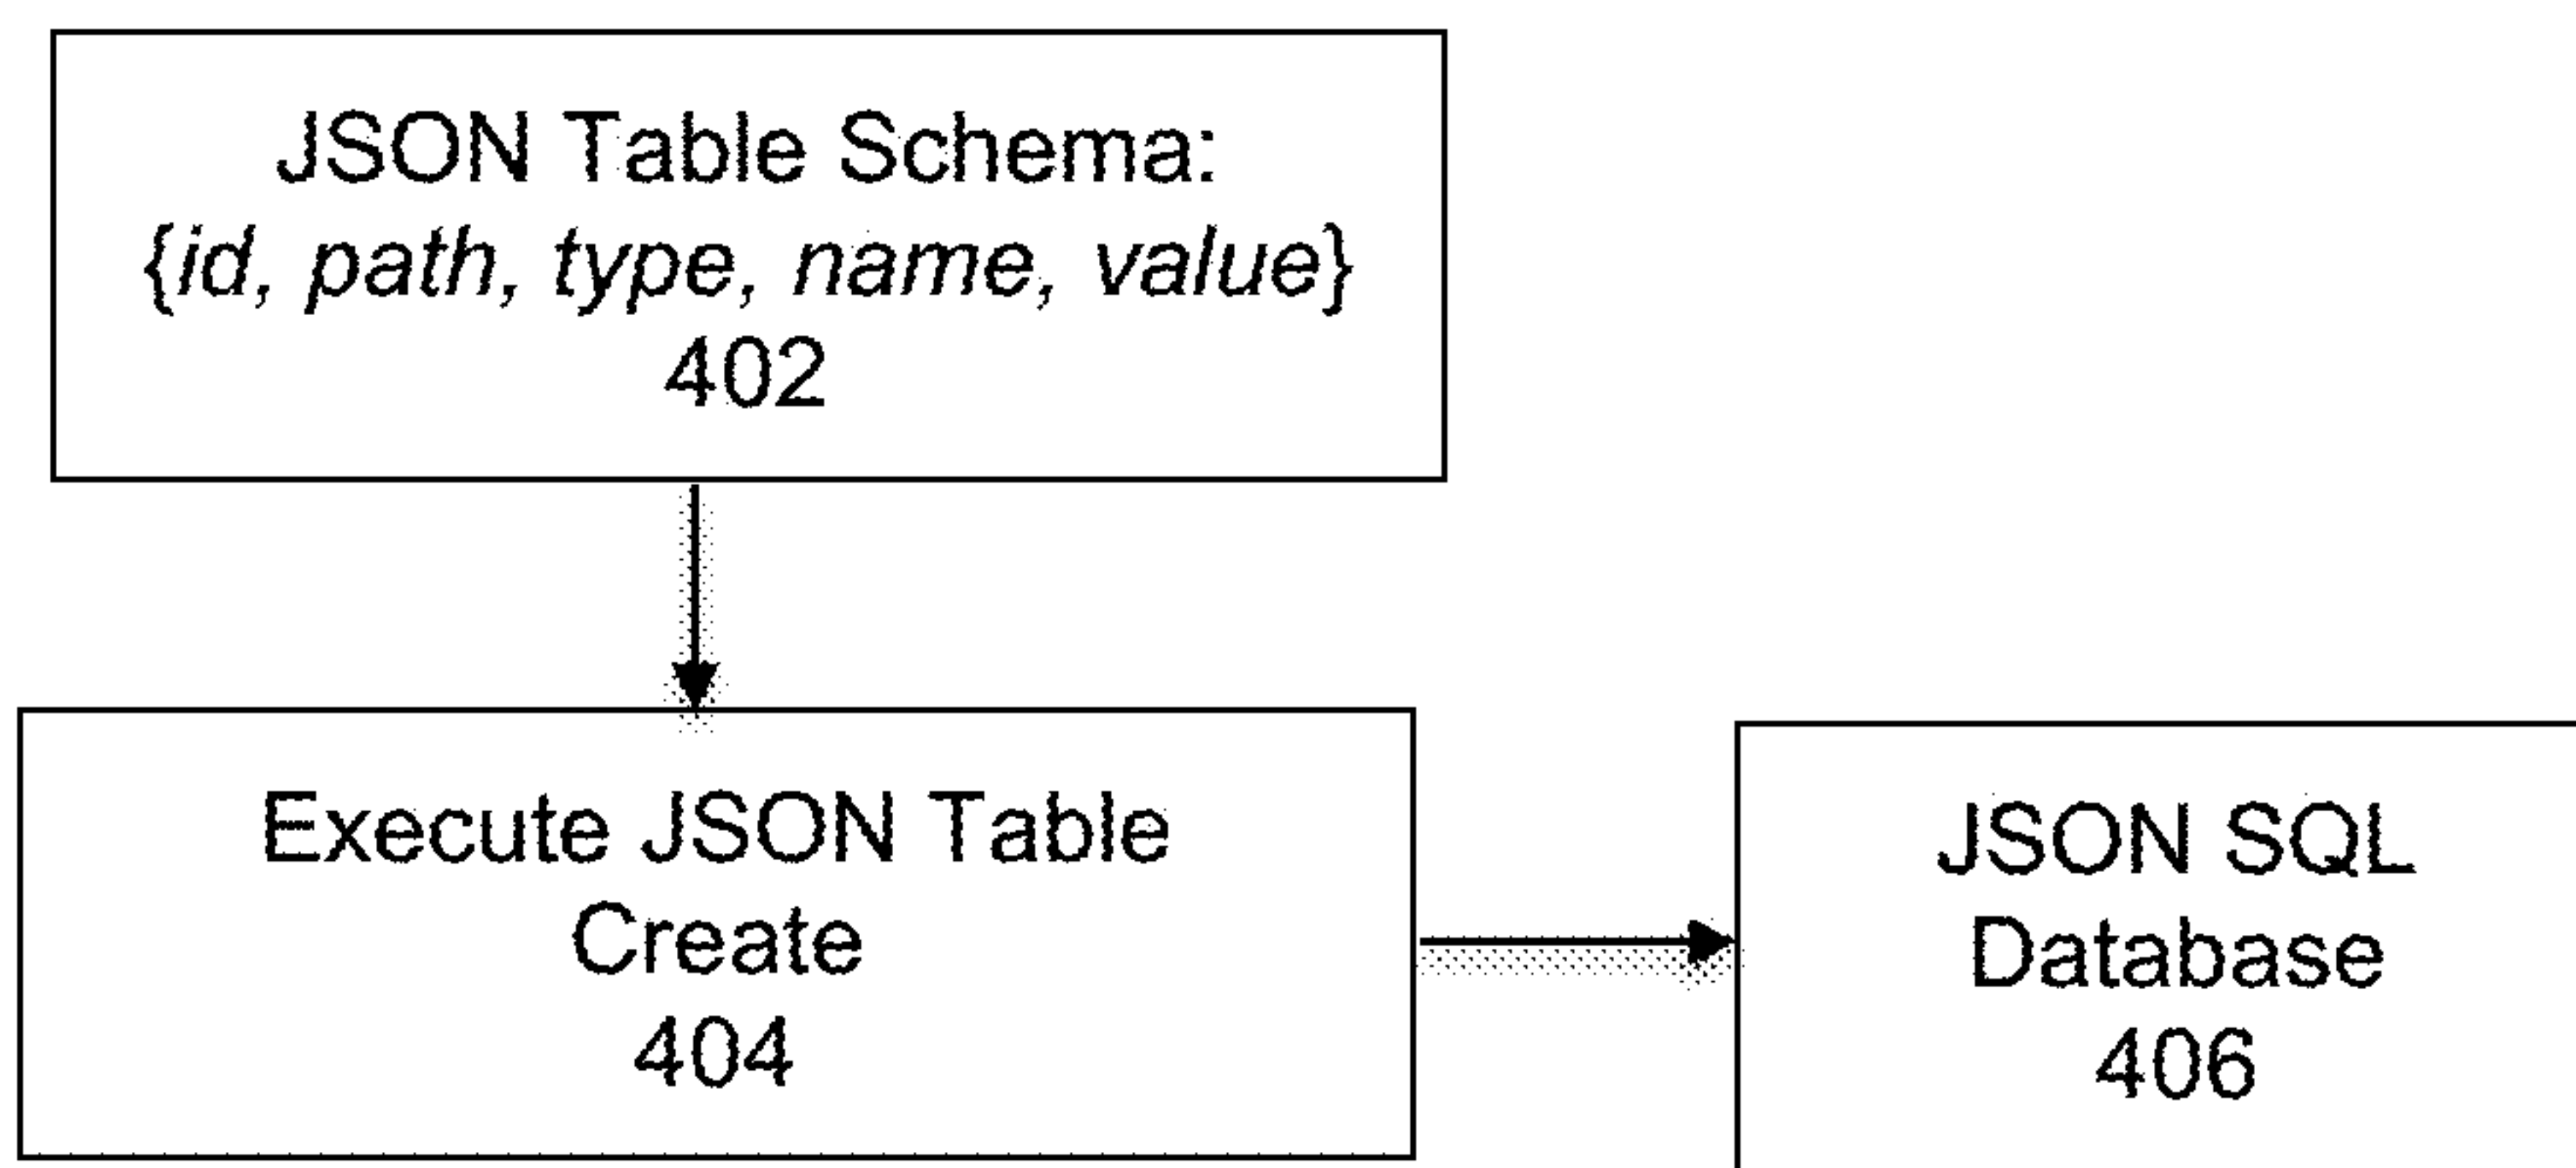 JSON Table Schema:
{id, path, type, name, value}
402
Execute JSON Table
Create
404
JSON SQL
Database
406